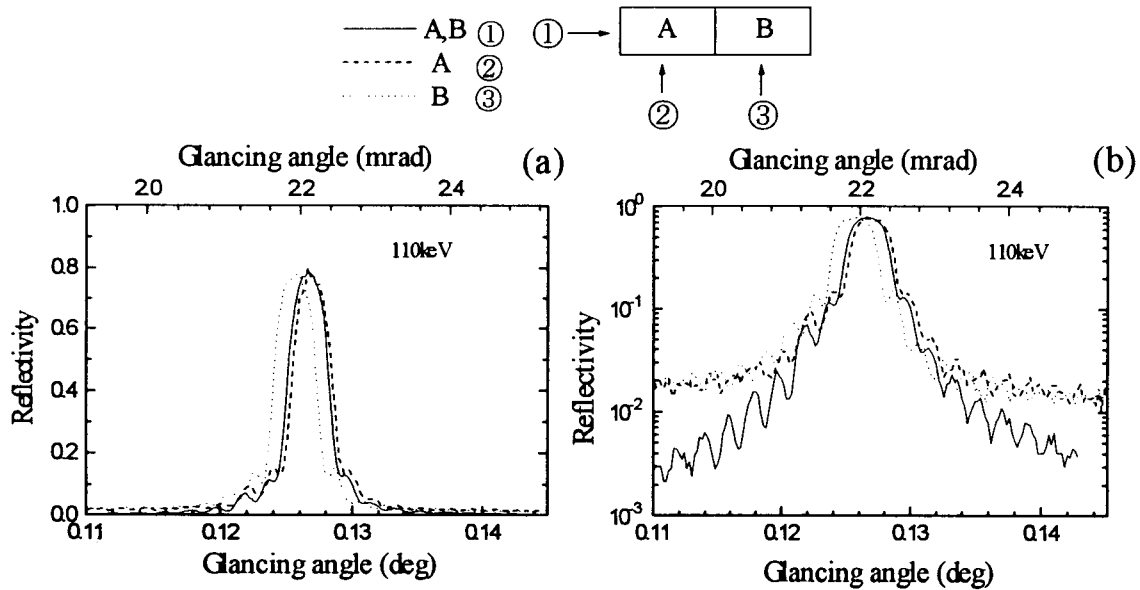 A,B ① ① → A B
A ②
B ③ ② ③
Glancing angle (mrad) (a)
20 22 24
1.0
0.8
0.6
0.4
0.2
0.0
Reflectivity
110keV
0.11 0.12 0.13 0.14
Glancing angle (deg)
Glancing angle (mrad) (b)
20 22 24
10⁰
10⁻¹
10⁻²
10⁻³
Reflectivity
110keV
0.11 0.12 0.13 0.14
Glancing angle (deg)